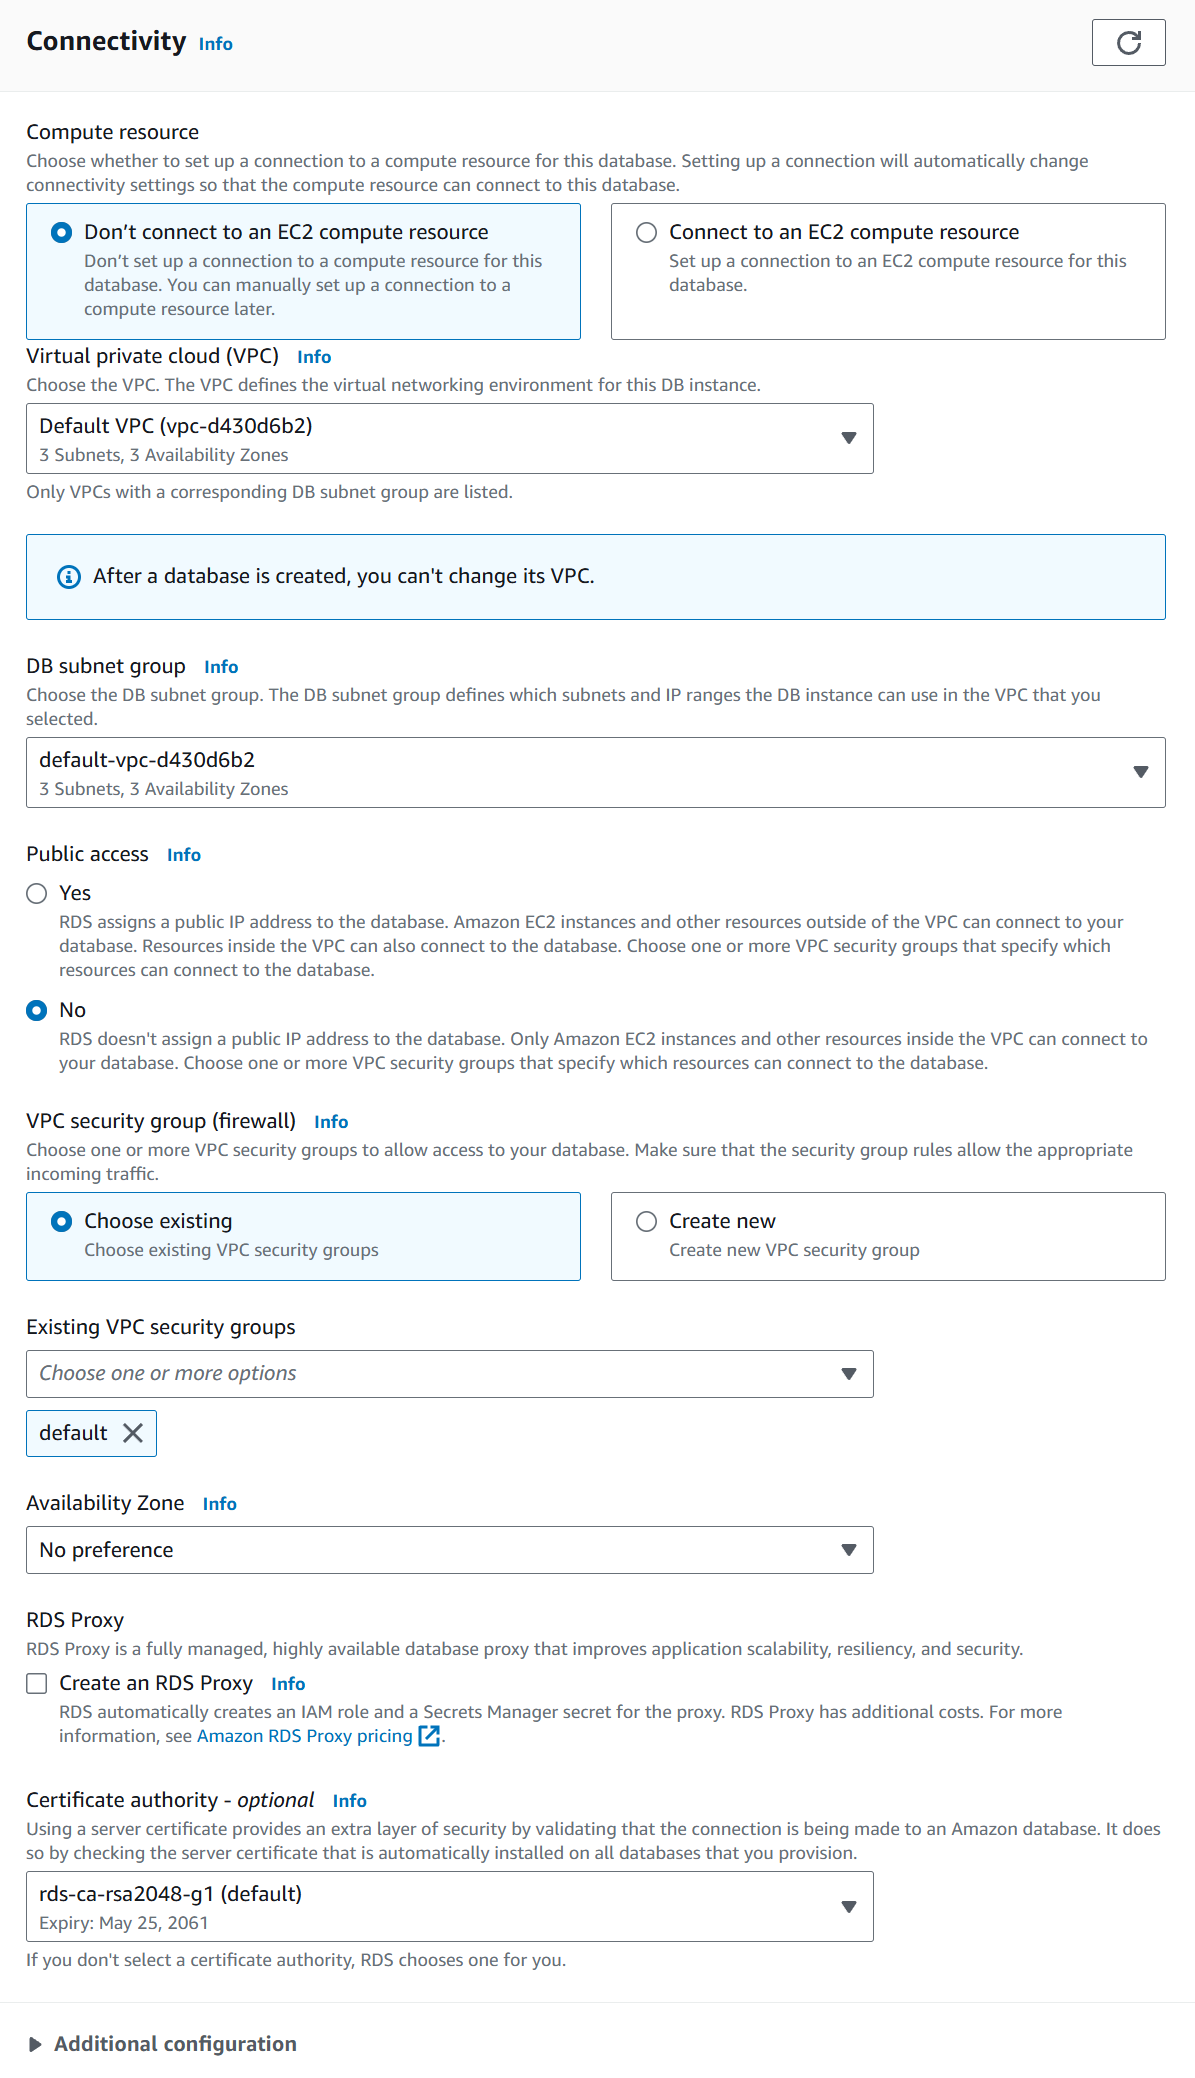 Connectivity Info
Compute resource
Choose whether to set up a connection to a compute resource for this database. Setting up a connection will automatically change
connectivity settings so that the compute resource can connect to this database.
Don’t connect to an EC2 compute resource
Don’t set up a connection to a compute resource for this
database. You can manually set up a connection to a
compute resource later.
Connect to an EC2 compute resource
Set up a connection to an EC2 compute resource for this
database.
Virtual private cloud (VPC) Info
Choose the VPC. The VPC defines the virtual networking environment for this DB instance.
Default VPC (vpc-d430d6b2)
3 Subnets, 3 Availability Zones
Only VPCs with a corresponding DB subnet group are listed.
After a database is created, you can't change its VPC.
DB subnet group Info
Choose the DB subnet group. The DB subnet group defines which subnets and IP ranges the DB instance can use in the VPC that you
selected.
default-vpc-d430d6b2
3 Subnets, 3 Availability Zones
Public access Info
Yes
RDS assigns a public IP address to the database. Amazon EC2 instances and other resources outside of the VPC can connect to your
database. Resources inside the VPC can also connect to the database. Choose one or more VPC security groups that specify which
resources can connect to the database.
No
RDS doesn't assign a public IP address to the database. Only Amazon EC2 instances and other resources inside the VPC can connect to
your database. Choose one or more VPC security groups that specify which resources can connect to the database.
VPC security group (firewall) Info
Choose one or more VPC security groups to allow access to your database. Make sure that the security group rules allow the appropriate
incoming traffic.
Choose existing
Choose existing VPC security groups
Create new
Create new VPC security group
Existing VPC security groups
Choose one or more options
default
Availability Zone Info
No preference
RDS Proxy
RDS Proxy is a fully managed, highly available database proxy that improves application scalability, resiliency, and security.
Create an RDS Proxy Info
RDS automatically creates an IAM role and a Secrets Manager secret for the proxy. RDS Proxy has additional costs. For more
information, see Amazon RDS Proxy pricing.
Certificate authority - optional Info
Using a server certificate provides an extra layer of security by validating that the connection is being made to an Amazon database. It does
so by checking the server certificate that is automatically installed on all databases that you provision.
rds-ca-rsa2048-g1 (default)
Expiry: May 25, 2061
If you don't select a certificate authority, RDS chooses one for you.
Additional configuration